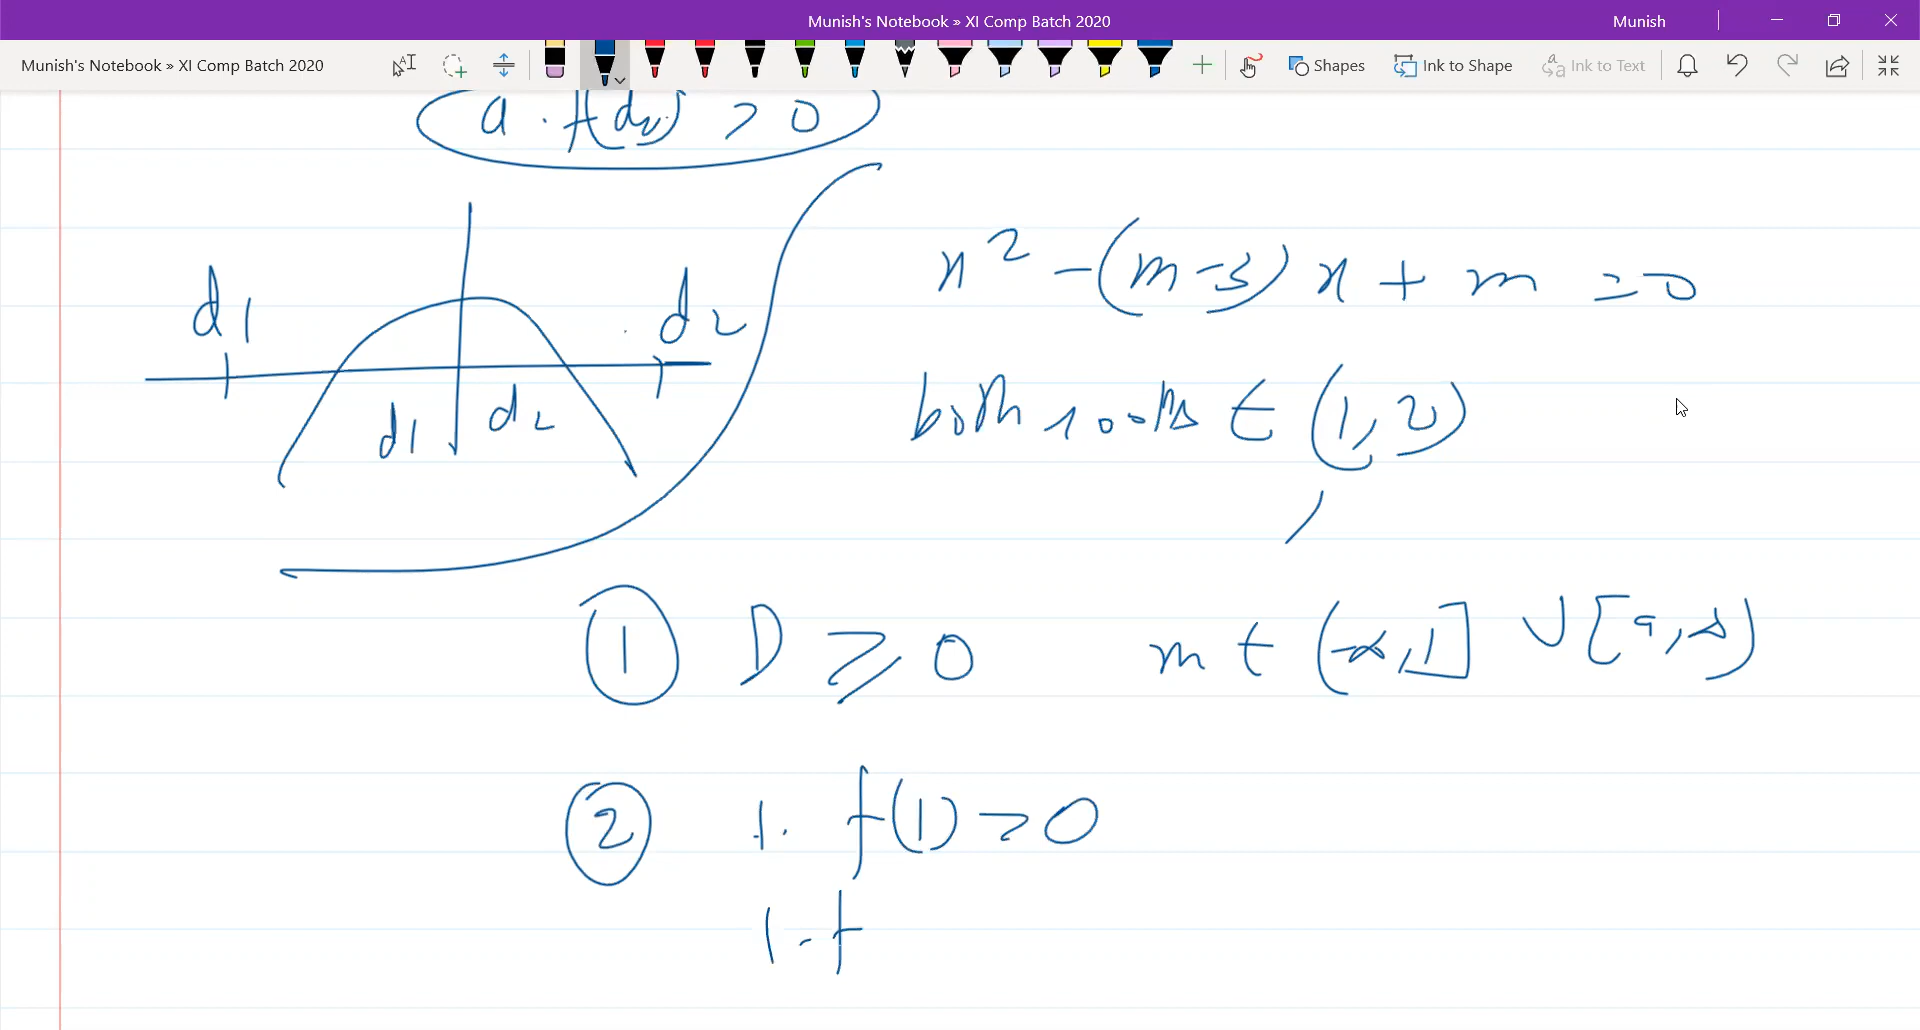 Munish's Notebook » XI Comp Batch 2020
Munish
Munish's Notebook » XI Comp Batch 2020
Shapes
Ink to Shape
Ink to Text
a . f(d2) > 0
d1
d2
d1 d2
x² - (m-3) x + m = 0
both roots ∈ (1, 2)
1 D ≥ 0 m ∈ (-∞, 1] ∪ [9, ∞)
2 1. f(1) > 0
1. f